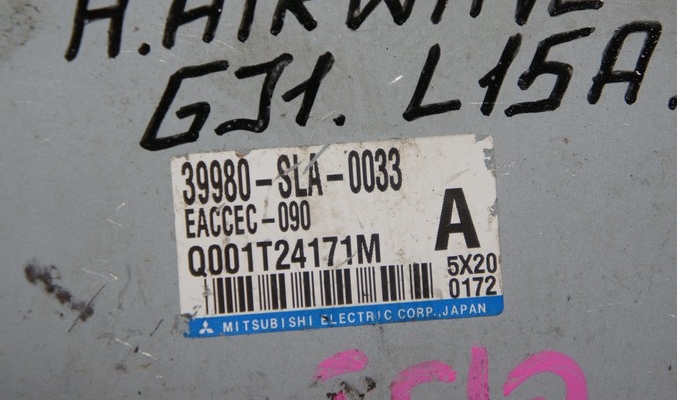 H. AIRWAVE
GJ1. L15A.
39980-SLA-0033
EACCEC-090
A
Q001T24171M
5X20
0172
MITSUBISHI ELECTRIC CORP., JAPAN